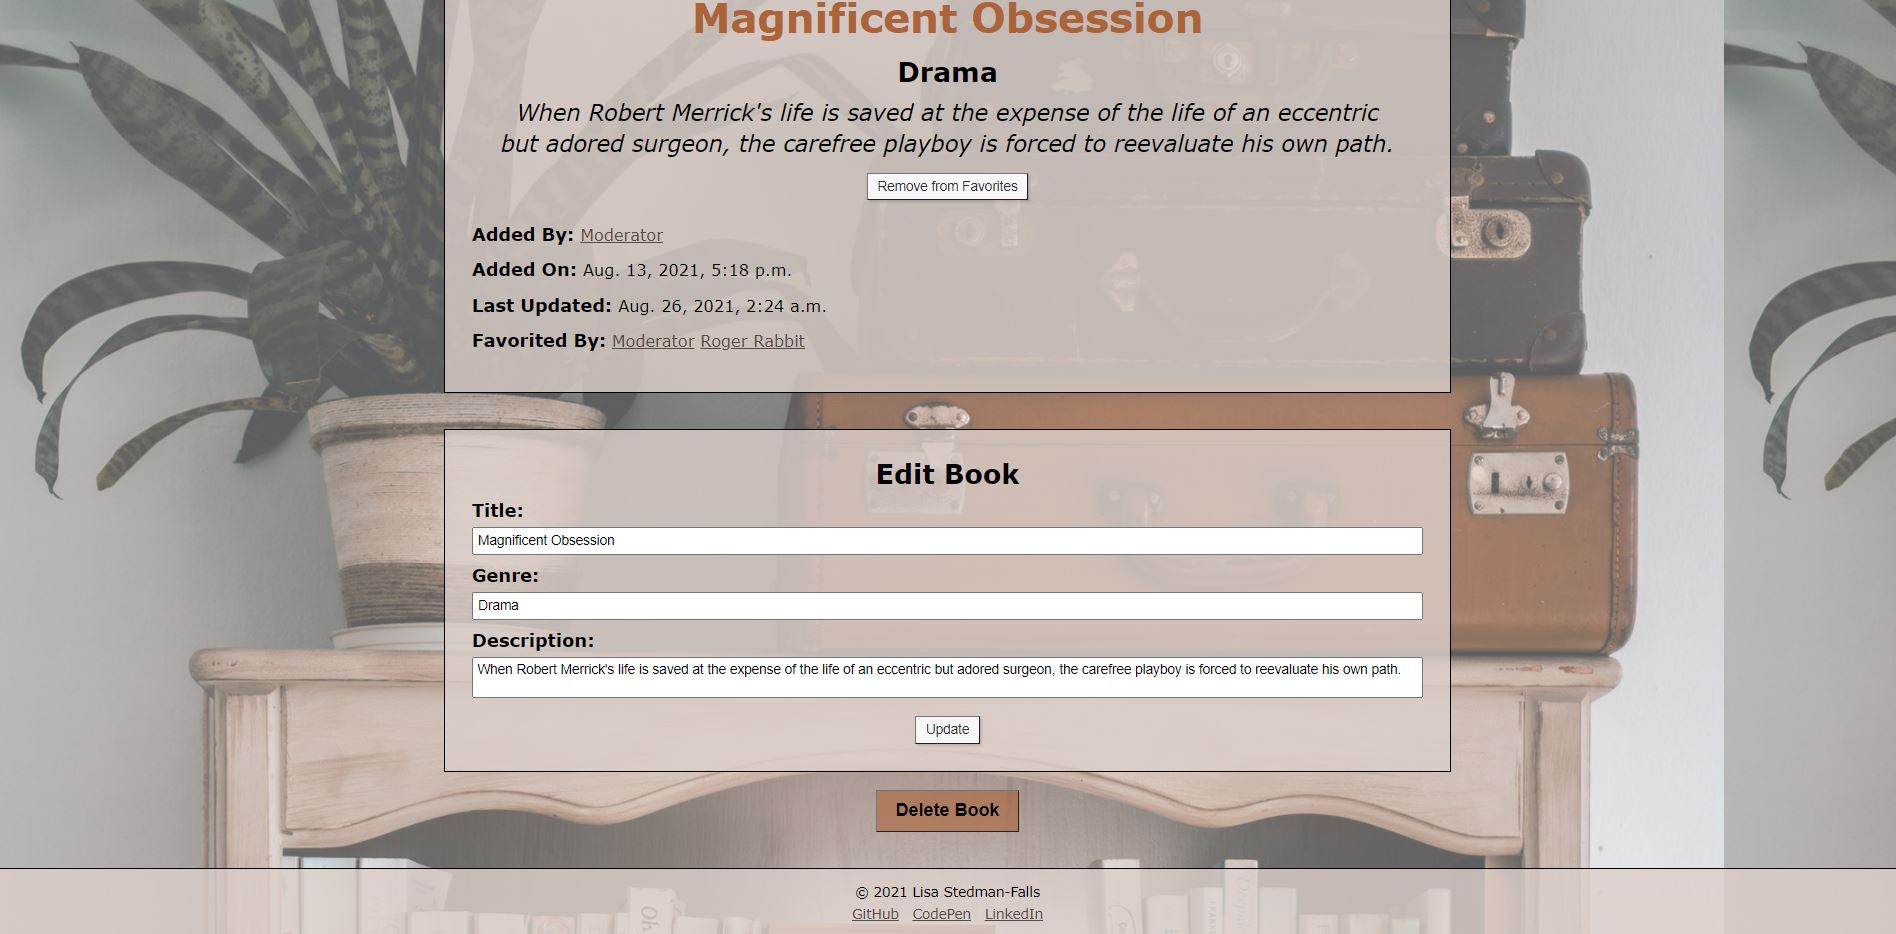 Magnificent Obsession
Drama
When Robert Merrick's life is saved at the expense of the life of an eccentric
but adored surgeon, the carefree playboy is forced to reevaluate his own path.
Remove from Favorites
Added By: Moderator
Added On: Aug. 13, 2021, 5:18 p.m.
Last Updated: Aug. 26, 2021, 2:24 a.m.
Favorited By: Moderator Roger Rabbit
Edit Book
Title:
Magnificent Obsession
Genre:
Drama
Description:
When Robert Merrick's life is saved at the expense of the life of an eccentric but adored surgeon, the carefree playboy is forced to reevaluate his own path.
Update
Delete Book
© 2021 Lisa Stedman-Falls
GitHub CodePen LinkedIn